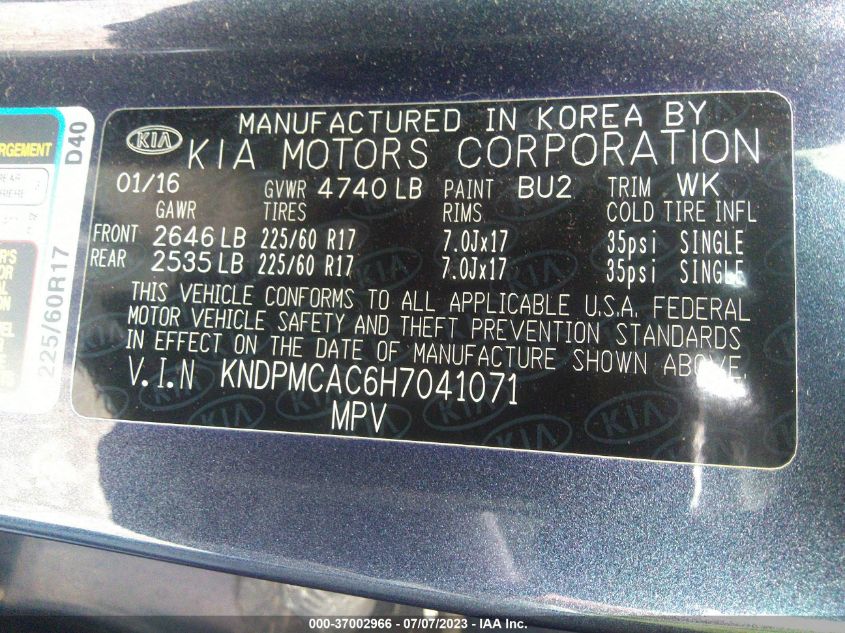 KIA
MANUFACTURED IN KOREA BY
KIA MOTORS CORPORATION
01/16 GVWR 4740 LB PAINT BU2 TRIM WK
GAWR TIRES RIMS COLD TIRE INFL
FRONT 2646 LB 225/60 R17 7.0Jx17 35psi SINGLE
REAR 2535 LB 225/60 R17 7.0Jx17 35psi SINGLE
THIS VEHICLE CONFORMS TO ALL APPLICABLE U.S.A. FEDERAL
MOTOR VEHICLE SAFETY AND THEFT PREVENTION STANDARDS
IN EFFECT ON THE DATE OF MANUFACTURE SHOWN ABOVE.
V.I.N KNDPMCAC6H7041071
MPV
D40
225/60R17
000-37002966 - 07/07/2023 - IAA Inc.